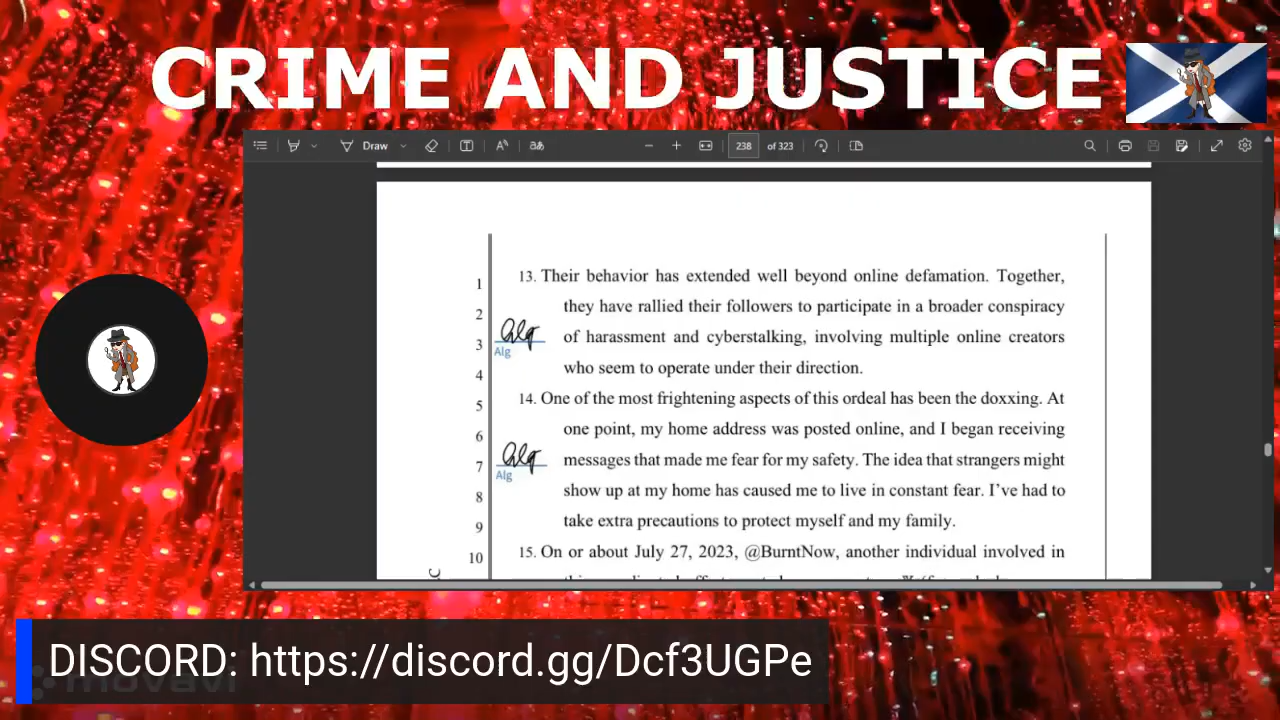 CRIME AND JUSTICE
Draw
238 of 323
1
2
3
4
5
6
7
8
9
10
13. Their behavior has extended well beyond online defamation. Together,
they have rallied their followers to participate in a broader conspiracy
of harassment and cyberstalking, involving multiple online creators
who seem to operate under their direction.
Alg
Alg
14. One of the most frightening aspects of this ordeal has been the doxxing. At
one point, my home address was posted online, and I began receiving
messages that made me fear for my safety. The idea that strangers might
show up at my home has caused me to live in constant fear. I've had to
take extra precautions to protect myself and my family.
Alg
Alg
15. On or about July 27, 2023, @BurntNow, another individual involved in
DISCORD: https://discord.gg/Dcf3UGPe
movavi